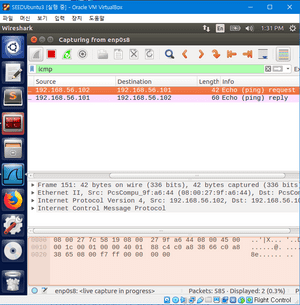 SEEDUbuntu3 [실행 중] - Oracle VM VirtualBox
파일 머신 보기 입력 장치 도움말
Wireshark
En
1:31 PM
Capturing from enp0s8
icmp
Source Destination Length Info
192.168.56.102 192.168.56.101 42 Echo (ping) request
192.168.56.101 192.168.56.102 60 Echo (ping) reply
Frame 151: 42 bytes on wire (336 bits), 42 bytes captured (336 bits)
Ethernet II, Src: PcsCompu_9f:a6:44 (08:00:27:9f:a6:44), Dst: PcsC
Internet Protocol Version 4, Src: 192.168.56.102, Dst: 192.168.56.
Internet Control Message Protocol
0000 08 00 27 7c 58 19 08 00 27 9f a6 44 08 00 45 00
0010 00 1c 00 01 00 00 40 01 88 c4 c0 a8 38 66 c0 a8
0020 38 65 08 00 f7 ff 00 00 00 00
enp0s8: <live capture in progress> Packets: 585 · Displayed: 2 (0.3%)
Right Control